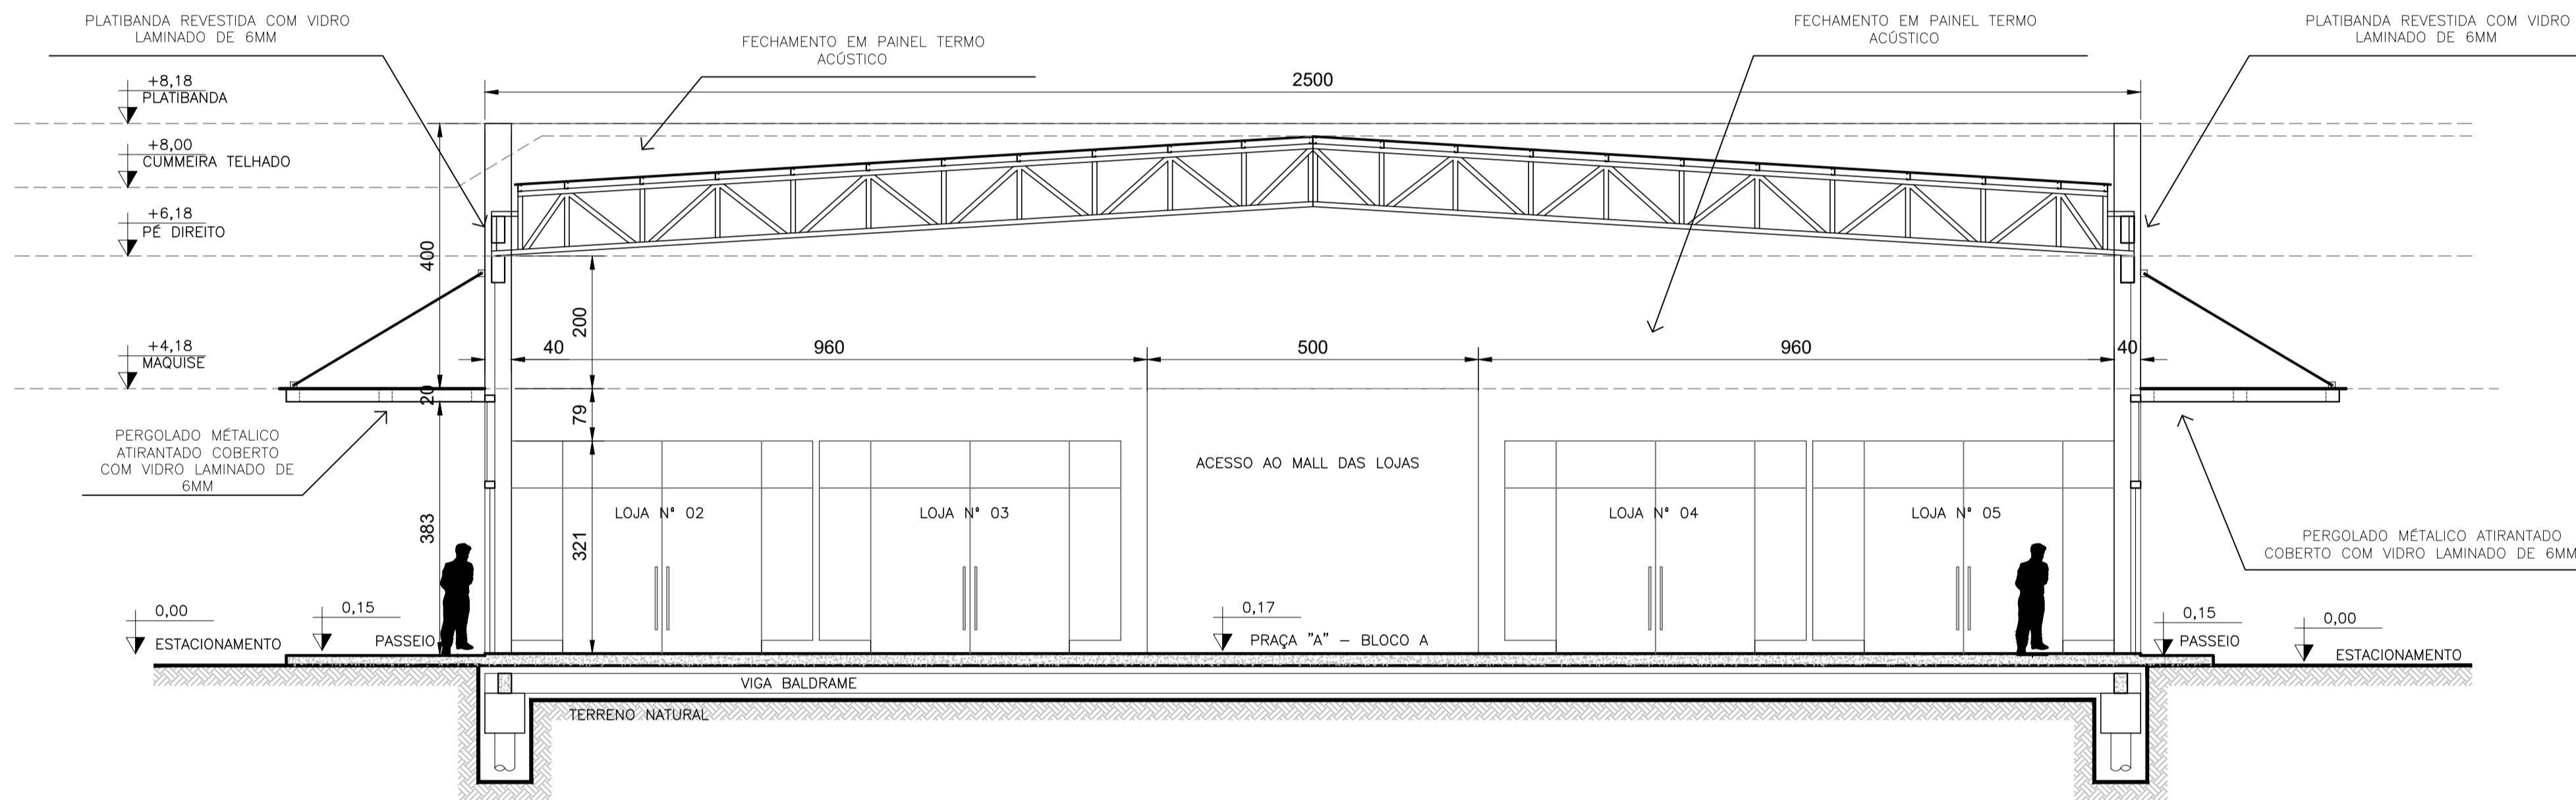 PLATIBANDA REVESTIDA COM VIDRO
LAMINADO DE 6MM
FECHAMENTO EM PAINEL TERMO
ACÚSTICO
FECHAMENTO EM PAINEL TERMO
ACÚSTICO
PLATIBANDA REVESTIDA COM VIDRO
LAMINADO DE 6MM
2500
+8,18
PLATIBANDA
+8,00
CUMMEIRA TELHADO
+6,18
PÉ DIREITO
400
200
+4,18
MAQUISE
40
960
500
960
40
20
79
PERGOLADO MÉTALICO
ATIRANTADO COBERTO
COM VIDRO LAMINADO DE
6MM
ACESSO AO MALL DAS LOJAS
383
321
LOJA N° 02
LOJA N° 03
LOJA N° 04
LOJA N° 05
PERGOLADO MÉTALICO ATIRANTADO
COBERTO COM VIDRO LAMINADO DE 6MM
0,00
ESTACIONAMENTO
0,15
PASSEIO
0,17
PRAÇA "A" – BLOCO A
0,15
PASSEIO
0,00
ESTACIONAMENTO
VIGA BALDRAME
TERRENO NATURAL